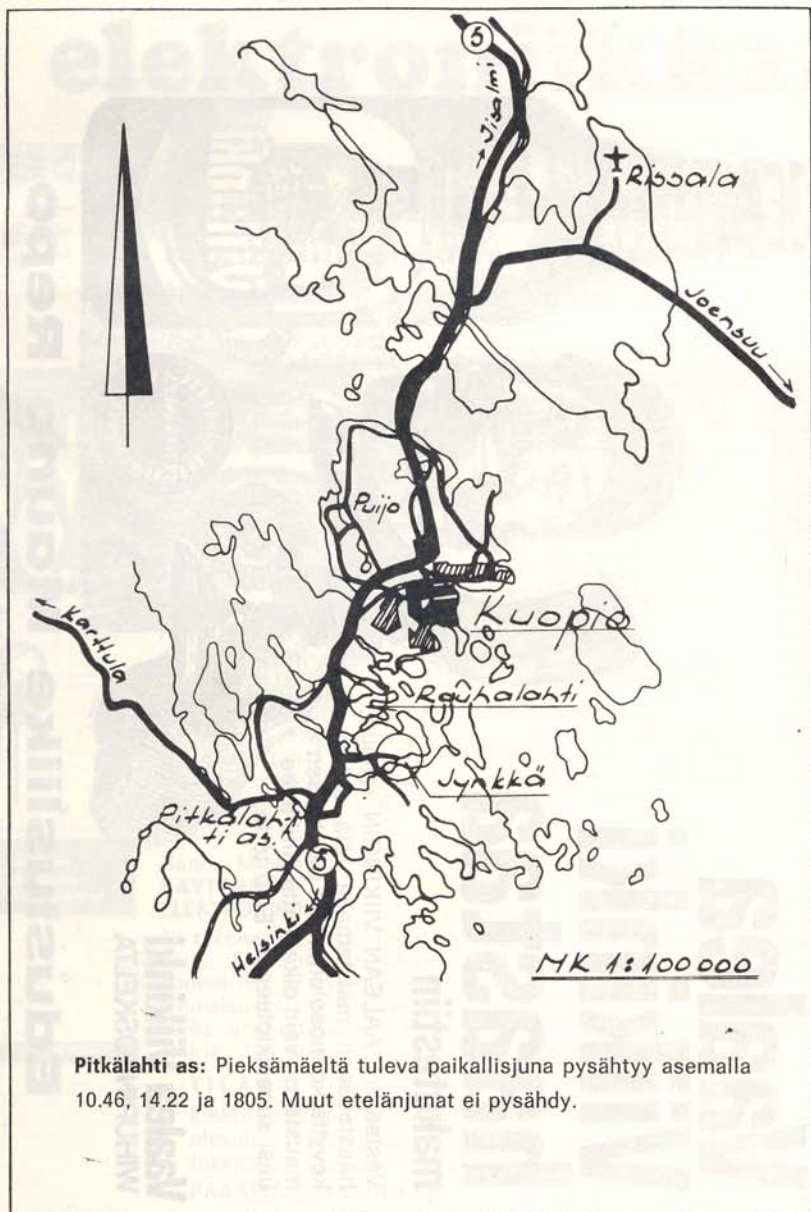 5
→ Iisalmi
Rissala
Joensuu →
Puijo
Kuopio
← Karttula
Rauhalahti
Jynkkä
Pitkälah-
ti as.
5
Helsinki ←
MK 1:100 000
Pitkälahti as: Pieksämäeltä tuleva paikallisjuna pysähtyy asemalla
10.46, 14.22 ja 1805. Muut etelänjunat ei pysähdy.